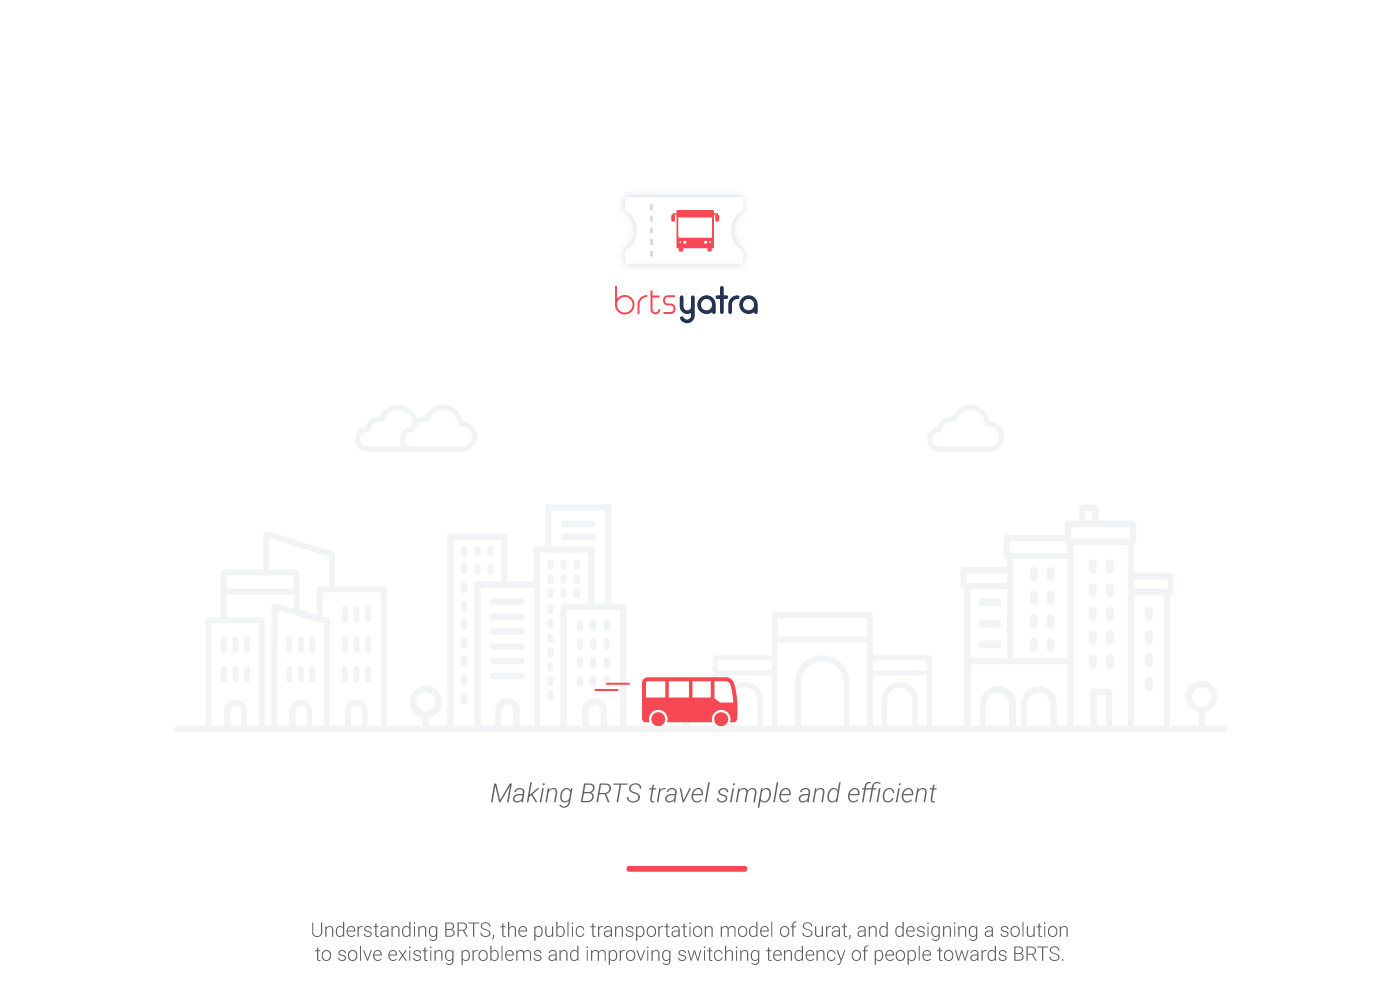 brtsyatra
Making BRTS travel simple and efficient
Understanding BRTS, the public transportation model of Surat, and designing a solution
to solve existing problems and improving switching tendency of people towards BRTS.